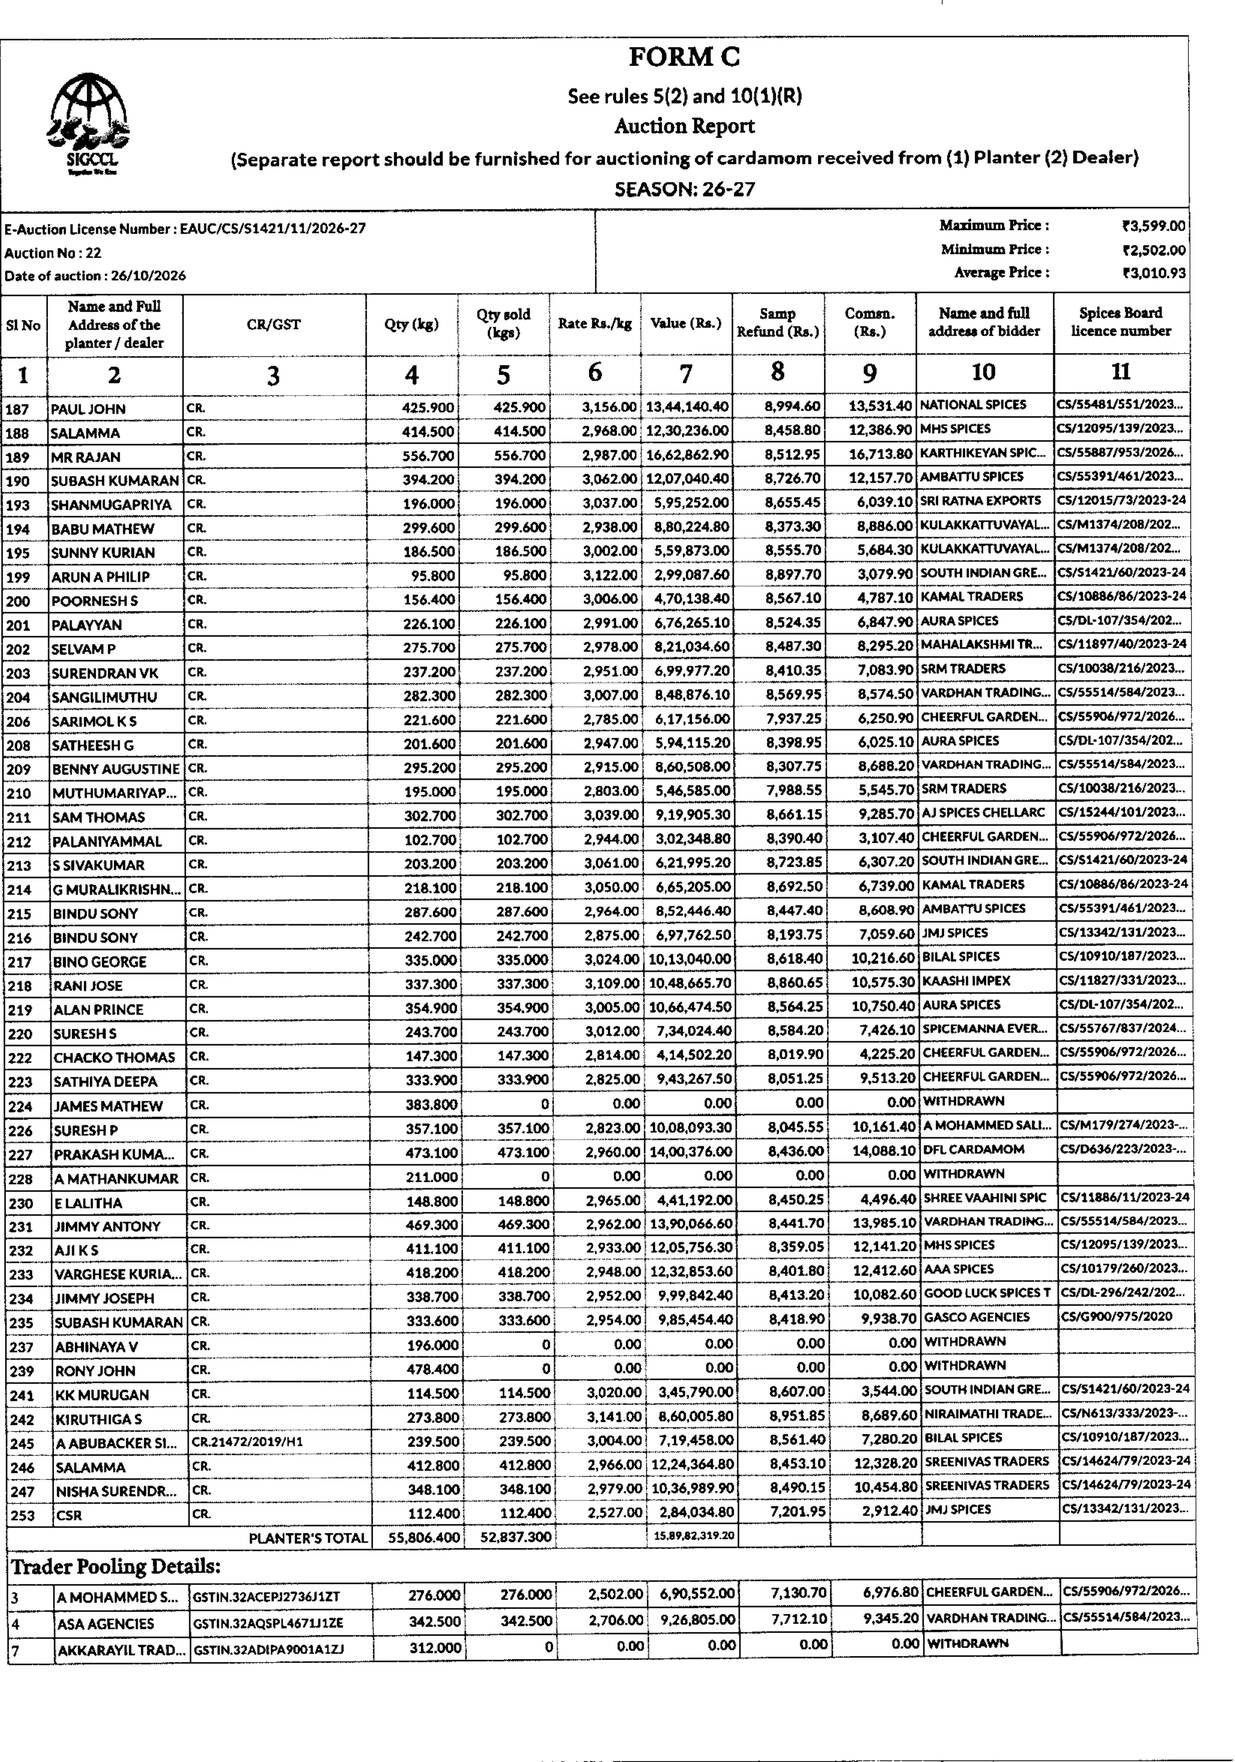 FORM C
See rules 5(2) and 10(1)(R)
Auction Report
(Separate report should be furnished for auctioning of cardamom received from (1) Planter (2) Dealer)
SEASON: 26-27
SIGCCL
Together We Grow
E-Auction License Number : EAUC/CS/S1421/11/2026-27
Auction No : 22
Date of auction : 26/10/2026
Maximum Price : ₹3,599.00
Minimum Price : ₹2,502.00
Average Price : ₹3,010.93
Sl No Name and Full Address of the planter / dealer CR/GST Qty (kg) Qty sold (kgs) Rate Rs./kg Value (Rs.) Samp Refund (Rs.) Comsn. (Rs.) Name and full address of bidder Spices Board licence number
1 2 3 4 5 6 7 8 9 10 11
187 PAUL JOHN CR. 425.900 425.900 3,156.00 13,44,140.40 8,994.60 13,531.40 NATIONAL SPICES CS/55481/551/2023...
188 SALAMMA CR. 414.500 414.500 2,968.00 12,30,236.00 8,458.80 12,386.90 MHS SPICES CS/12095/139/2023...
189 MR RAJAN CR. 556.700 556.700 2,987.00 16,62,862.90 8,512.95 16,713.80 KARTHIKEYAN SPIC... CS/55887/953/2026...
190 SUBASH KUMARAN CR. 394.200 394.200 3,062.00 12,07,040.40 8,726.70 12,157.70 AMBATTU SPICES CS/55391/461/2023...
193 SHANMUGAPRIYA CR. 196.000 196.000 3,037.00 5,95,252.00 8,655.45 6,039.10 SRI RATNA EXPORTS CS/12015/73/2023-24
194 BABU MATHEW CR. 299.600 299.600 2,938.00 8,80,224.80 8,373.30 8,886.00 KULAKKATTUVAYAL... CS/M1374/208/202...
195 SUNNY KURIAN CR. 186.500 186.500 3,002.00 5,59,873.00 8,555.70 5,684.30 KULAKKATTUVAYAL... CS/M1374/208/202...
199 ARUN A PHILIP CR. 95.800 95.800 3,122.00 2,99,087.60 8,897.70 3,079.90 SOUTH INDIAN GRE... CS/S1421/60/2023-24
200 POORNESH S CR. 156.400 156.400 3,006.00 4,70,138.40 8,567.10 4,787.10 KAMAL TRADERS CS/10886/86/2023-24
201 PALAYYAN CR. 226.100 226.100 2,991.00 6,76,265.10 8,524.35 6,847.90 AURA SPICES CS/DL-107/354/202...
202 SELVAM P CR. 275.700 275.700 2,978.00 8,21,034.60 8,487.30 8,295.20 MAHALAKSHMI TR... CS/11897/40/2023-24
203 SURENDRAN VK CR. 237.200 237.200 2,951.00 6,99,977.20 8,410.35 7,083.90 SRM TRADERS CS/10038/216/2023...
204 SANGILIMUTHU CR. 282.300 282.300 3,007.00 8,48,876.10 8,569.95 8,574.50 VARDHAN TRADING... CS/55514/584/2023...
206 SARIMOL K S CR. 221.600 221.600 2,785.00 6,17,156.00 7,937.25 6,250.90 CHEERFUL GARDEN... CS/55906/972/2026...
208 SATHEESH G CR. 201.600 201.600 2,947.00 5,94,115.20 8,398.95 6,025.10 AURA SPICES CS/DL-107/354/202...
209 BENNY AUGUSTINE CR. 295.200 295.200 2,915.00 8,60,508.00 8,307.75 8,688.20 VARDHAN TRADING... CS/55514/584/2023...
210 MUTHUMARIYAP... CR. 195.000 195.000 2,803.00 5,46,585.00 7,988.55 5,545.70 SRM TRADERS CS/10038/216/2023...
211 SAM THOMAS CR. 302.700 302.700 3,039.00 9,19,905.30 8,661.15 9,285.70 AJ SPICES CHELLARC CS/15244/101/2023...
212 PALANIYAMMAL CR. 102.700 102.700 2,944.00 3,02,348.80 8,390.40 3,107.40 CHEERFUL GARDEN... CS/55906/972/2026...
213 S SIVAKUMAR CR. 203.200 203.200 3,061.00 6,21,995.20 8,723.85 6,307.20 SOUTH INDIAN GRE... CS/S1421/60/2023-24
214 G MURALIKRISHN... CR. 218.100 218.100 3,050.00 6,65,205.00 8,692.50 6,739.00 KAMAL TRADERS CS/10886/86/2023-24
215 BINDU SONY CR. 287.600 287.600 2,964.00 8,52,446.40 8,447.40 8,608.90 AMBATTU SPICES CS/55391/461/2023...
216 BINDU SONY CR. 242.700 242.700 2,875.00 6,97,762.50 8,193.75 7,059.60 JMJ SPICES CS/13342/131/2023...
217 BINO GEORGE CR. 335.000 335.000 3,024.00 10,13,040.00 8,618.40 10,216.60 BILAL SPICES CS/10910/187/2023...
218 RANI JOSE CR. 337.300 337.300 3,109.00 10,48,665.70 8,860.65 10,575.30 KAASHI IMPEX CS/11827/331/2023...
219 ALAN PRINCE CR. 354.900 354.900 3,005.00 10,66,474.50 8,564.25 10,750.40 AURA SPICES CS/DL-107/354/202...
220 SURESH S CR. 243.700 243.700 3,012.00 7,34,024.40 8,584.20 7,426.10 SPICEMANNA EVER... CS/55767/837/2024...
222 CHACKO THOMAS CR. 147.300 147.300 2,814.00 4,14,502.20 8,019.90 4,225.20 CHEERFUL GARDEN... CS/55906/972/2026...
223 SATHIYA DEEPA CR. 333.900 333.900 2,825.00 9,43,267.50 8,051.25 9,513.20 CHEERFUL GARDEN... CS/55906/972/2026...
224 JAMES MATHEW CR. 383.800 0 0.00 0.00 0.00 0.00 WITHDRAWN
226 SURESH P CR. 357.100 357.100 2,823.00 10,08,093.30 8,045.55 10,161.40 A MOHAMMED SALI... CS/M179/274/2023-...
227 PRAKASH KUMA... CR. 473.100 473.100 2,960.00 14,00,376.00 8,436.00 14,088.10 DFL CARDAMOM CS/D636/223/2023-...
228 A MATHANKUMAR CR. 211.000 0 0.00 0.00 0.00 0.00 WITHDRAWN
230 E LALITHA CR. 148.800 148.800 2,965.00 4,41,192.00 8,450.25 4,496.40 SHREE VAAHINI SPIC CS/11886/11/2023-24
231 JIMMY ANTONY CR. 469.300 469.300 2,962.00 13,90,066.60 8,441.70 13,985.10 VARDHAN TRADING... CS/55514/584/2023...
232 AJI K S CR. 411.100 411.100 2,933.00 12,05,756.30 8,359.05 12,141.20 MHS SPICES CS/12095/139/2023...
233 VARGHESE KURIA... CR. 418.200 418.200 2,948.00 12,32,853.60 8,401.80 12,412.60 AAA SPICES CS/10179/260/2023...
234 JIMMY JOSEPH CR. 338.700 338.700 2,952.00 9,99,842.40 8,413.20 10,082.60 GOOD LUCK SPICES T CS/DL-296/242/202...
235 SUBASH KUMARAN CR. 333.600 333.600 2,954.00 9,85,454.40 8,418.90 9,938.70 GASCO AGENCIES CS/G900/975/2020
237 ABHINAYA V CR. 196.000 0 0.00 0.00 0.00 0.00 WITHDRAWN
239 RONY JOHN CR. 478.400 0 0.00 0.00 0.00 0.00 WITHDRAWN
241 KK MURUGAN CR. 114.500 114.500 3,020.00 3,45,790.00 8,607.00 3,544.00 SOUTH INDIAN GRE... CS/S1421/60/2023-24
242 KIRUTHIGA S CR. 273.800 273.800 3,141.00 8,60,005.80 8,951.85 8,689.60 NIRAIMATHI TRADE... CS/N613/333/2023-...
245 A ABUBACKER SI... CR.21472/2019/H1 239.500 239.500 3,004.00 7,19,458.00 8,561.40 7,280.20 BILAL SPICES CS/10910/187/2023...
246 SALAMMA CR. 412.800 412.800 2,966.00 12,24,364.80 8,453.10 12,328.20 SREENIVAS TRADERS CS/14624/79/2023-24
247 NISHA SURENDR... CR. 348.100 348.100 2,979.00 10,36,989.90 8,490.15 10,454.80 SREENIVAS TRADERS CS/14624/79/2023-24
253 CSR CR. 112.400 112.400 2,527.00 2,84,034.80 7,201.95 2,912.40 JMJ SPICES CS/13342/131/2023...
PLANTER'S TOTAL 55,806.400 52,837.300 15,89,82,319.20
Trader Pooling Details:
3 A MOHAMMED S... GSTIN.32ACEPJ2736J1ZT 276.000 276.000 2,502.00 6,90,552.00 7,130.70 6,976.80 CHEERFUL GARDEN... CS/55906/972/2026...
4 ASA AGENCIES GSTIN.32AQSPL4671J1ZE 342.500 342.500 2,706.00 9,26,805.00 7,712.10 9,345.20 VARDHAN TRADING... CS/55514/584/2023...
7 AKKARAYIL TRAD... GSTIN.32ADIPA9001A1ZJ 312.000 0 0.00 0.00 0.00 0.00 WITHDRAWN